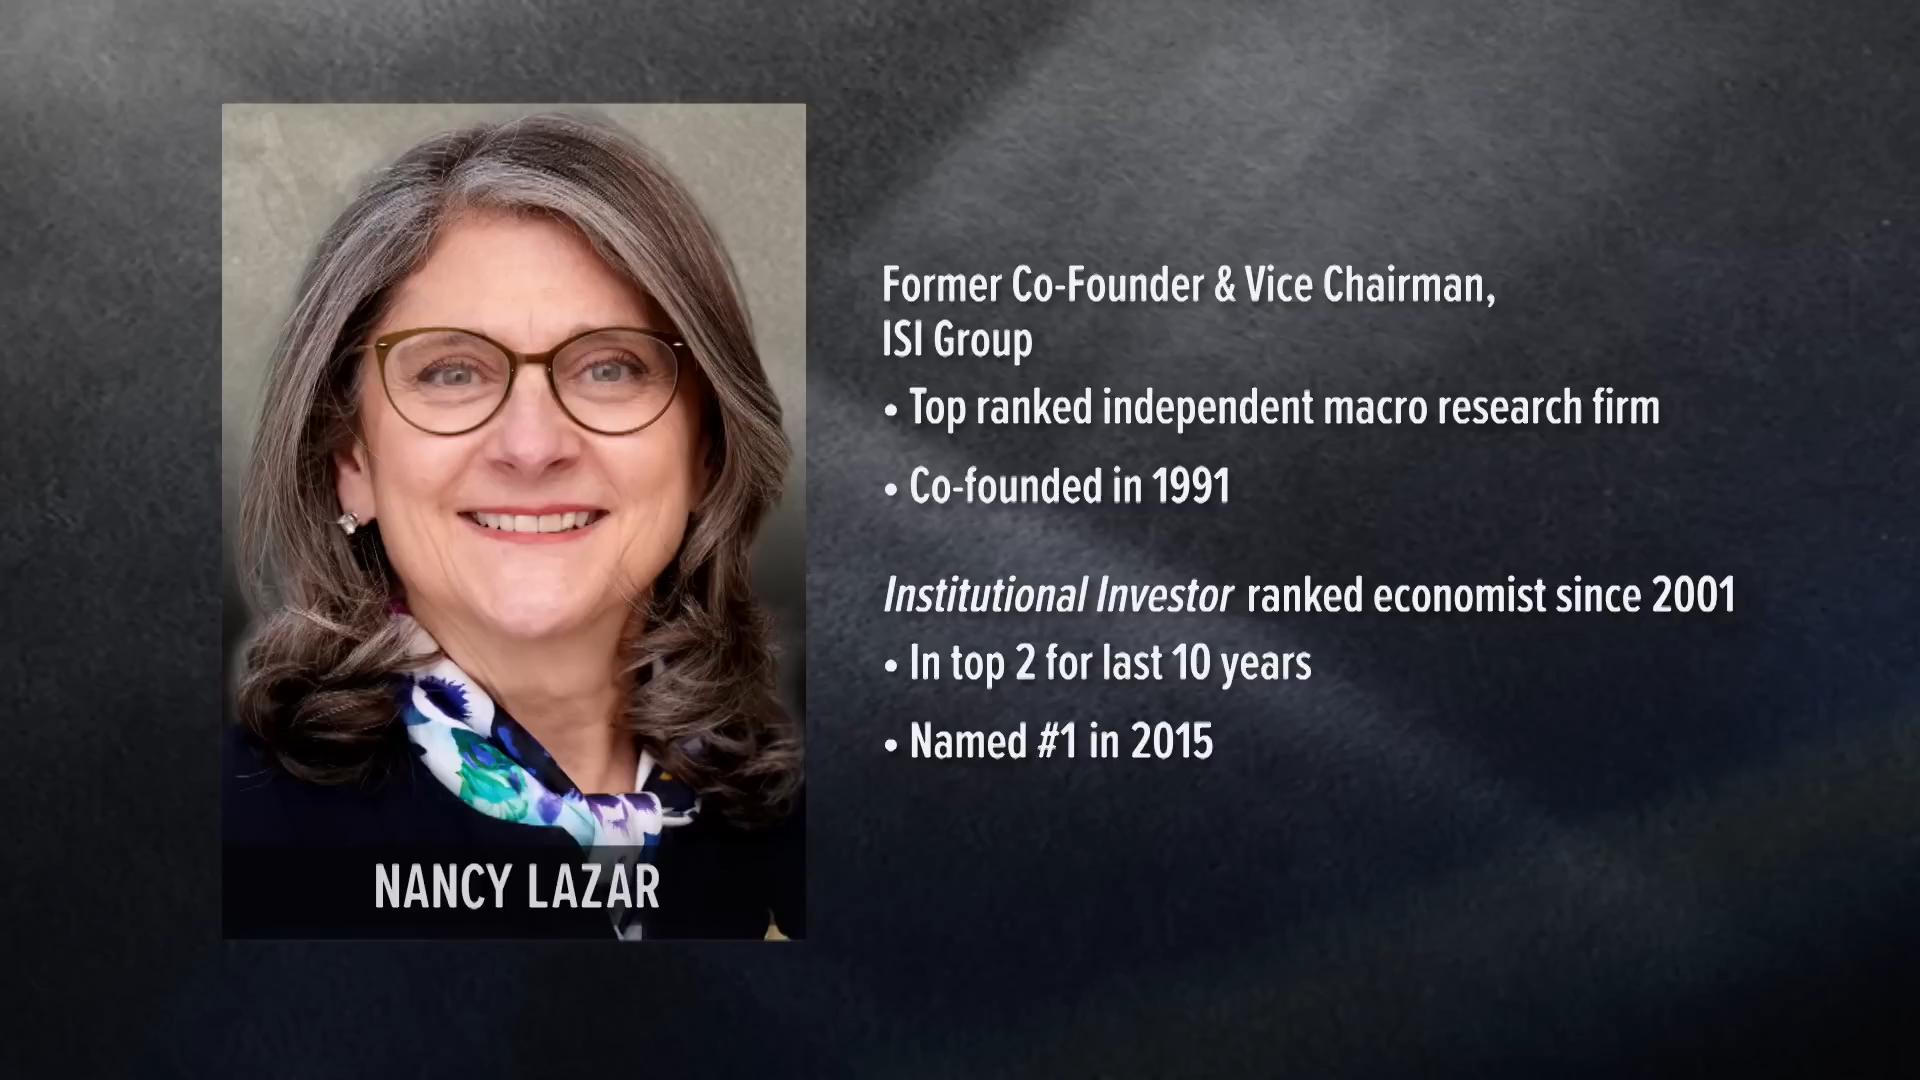 Former Co-Founder & Vice Chairman,
ISI Group
• Top ranked independent macro research firm
• Co-founded in 1991
Institutional Investor ranked economist since 2001
• In top 2 for last 10 years
• Named #1 in 2015
NANCY LAZAR